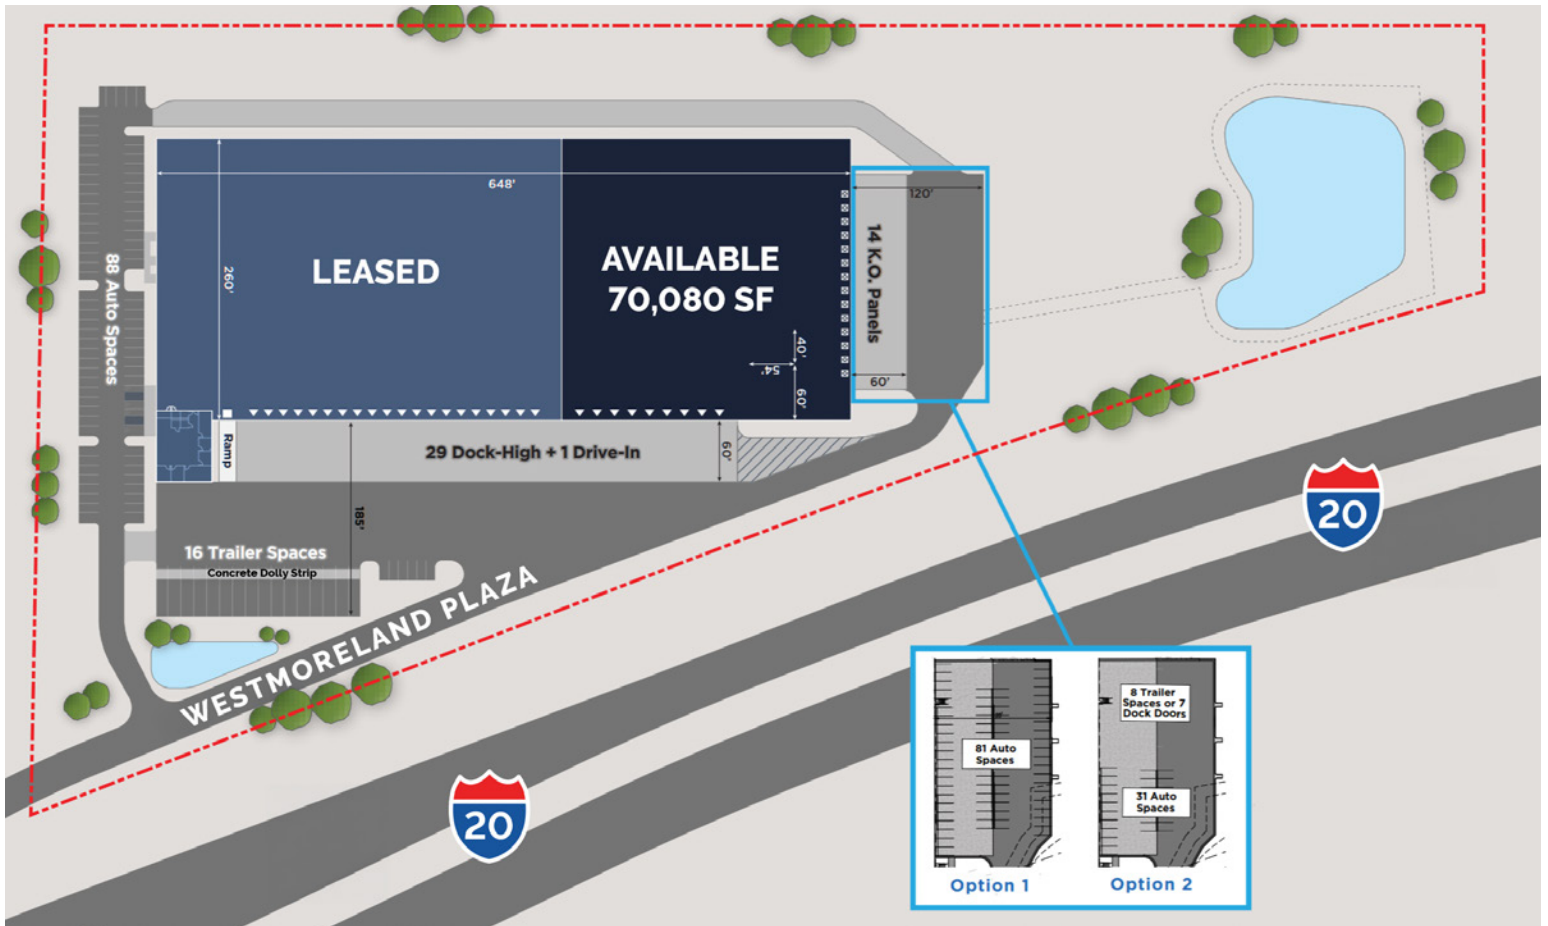 648'
120'
260'
88 Auto Spaces
LEASED
AVAILABLE
70,080 SF
14 K.O. Panels
40'
54'
60'
60'
Ramp
29 Dock-High + 1 Drive-In
60'
185'
16 Trailer Spaces
Concrete Dolly Strip
WESTMORELAND PLAZA
20
20
81 Auto
Spaces
8 Trailer
Spaces or 7
Dock Doors
31 Auto
Spaces
Option 1
Option 2